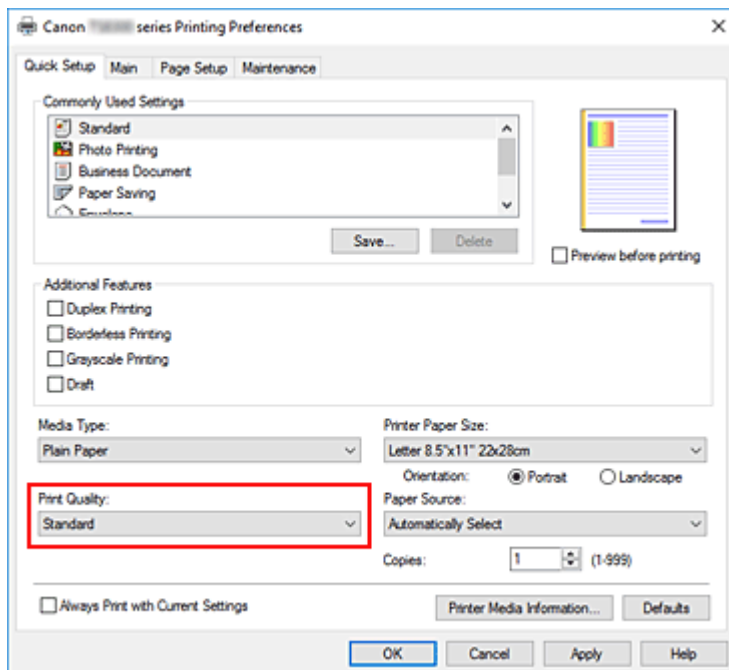 Canon series Printing Preferences
Quick Setup Main Page Setup Maintenance
Commonly Used Settings
Standard
Photo Printing
Business Document
Paper Saving
Envelope
Save... Delete
Preview before printing
Additional Features
Duplex Printing
Borderless Printing
Grayscale Printing
Draft
Media Type:
Plain Paper
Printer Paper Size:
Letter 8.5"x11" 22x28cm
Orientation: Portrait Landscape
Print Quality:
Standard
Paper Source:
Automatically Select
Copies: 1 (1-999)
Always Print with Current Settings
Printer Media Information... Defaults
OK Cancel Apply Help